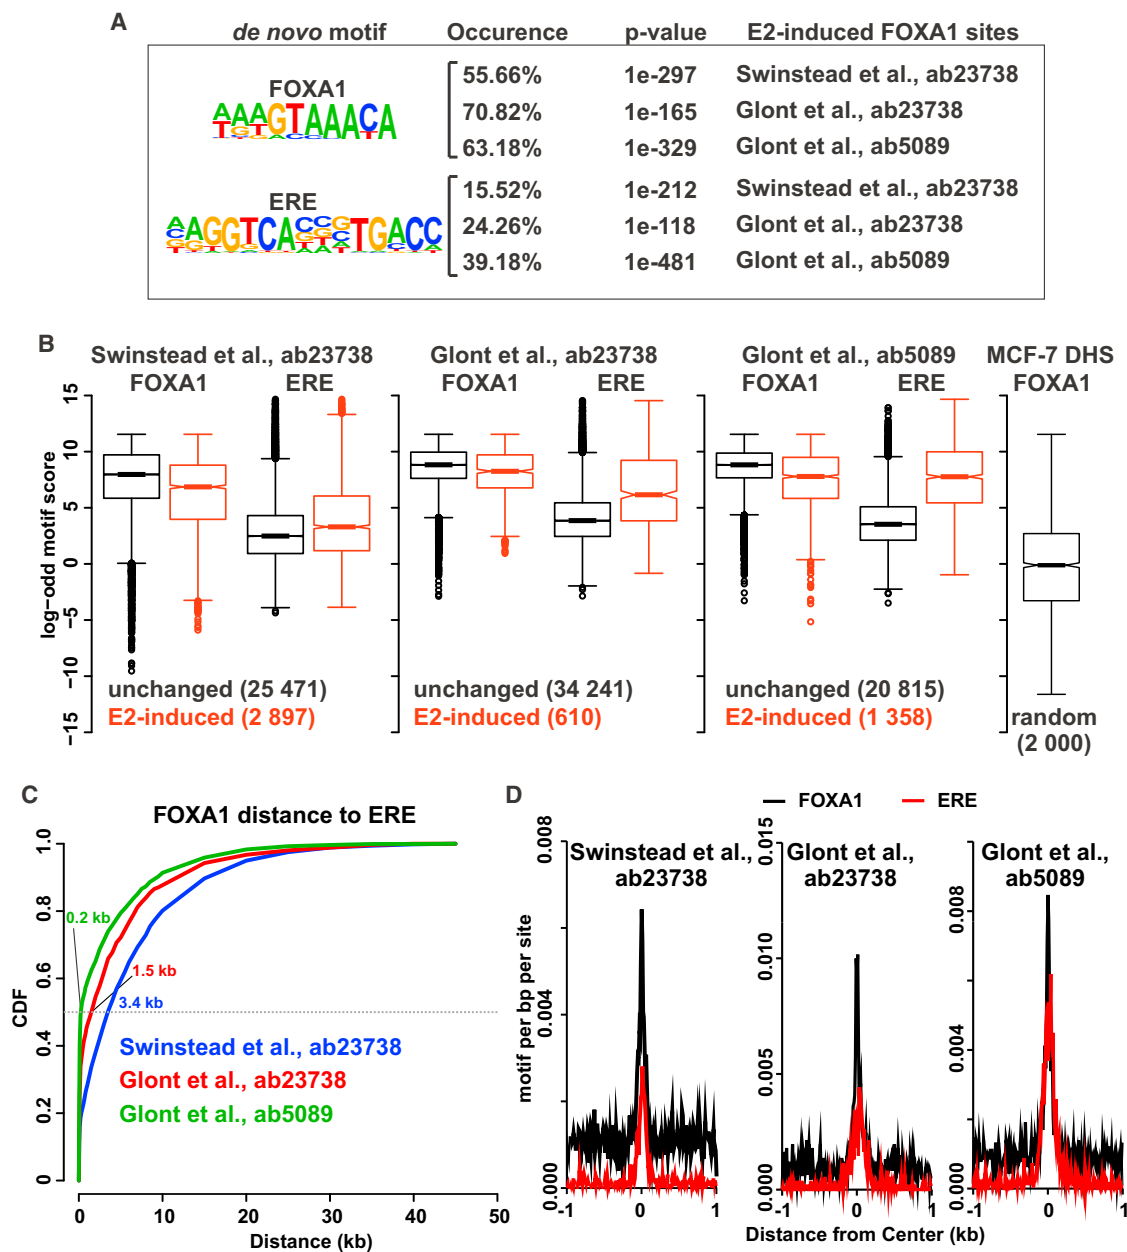 A
de novo motif Occurence p-value E2-induced FOXA1 sites
FOXA1
55.66% 1e-297 Swinstead et al., ab23738
70.82% 1e-165 Glont et al., ab23738
63.18% 1e-329 Glont et al., ab5089
ERE
15.52% 1e-212 Swinstead et al., ab23738
24.26% 1e-118 Glont et al., ab23738
39.18% 1e-481 Glont et al., ab5089
B
Swinstead et al., ab23738 Glont et al., ab23738 Glont et al., ab5089 MCF-7 DHS
FOXA1 ERE FOXA1 ERE FOXA1 ERE FOXA1
log-odd motif score
15
10
5
0
-5
-10
-15
unchanged (25 471) unchanged (34 241) unchanged (20 815)
E2-induced (2 897) E2-induced (610) E2-induced (1 358)
random
(2 000)
C
FOXA1 distance to ERE
CDF
1.0
0.8
0.6
0.4
0.2
0
0.2 kb
1.5 kb
3.4 kb
Swinstead et al., ab23738
Glont et al., ab23738
Glont et al., ab5089
0 10 20 30 40 50
Distance (kb)
D
FOXA1 ERE
motif per bp per site
Swinstead et al.,
ab23738
0.008
0.004
0.000
-1 0 1
Glont et al.,
ab23738
0.015
0.010
0.005
0.000
-1 0 1
Glont et al.,
ab5089
0.008
0.004
0.000
-1 0 1
Distance from Center (kb)